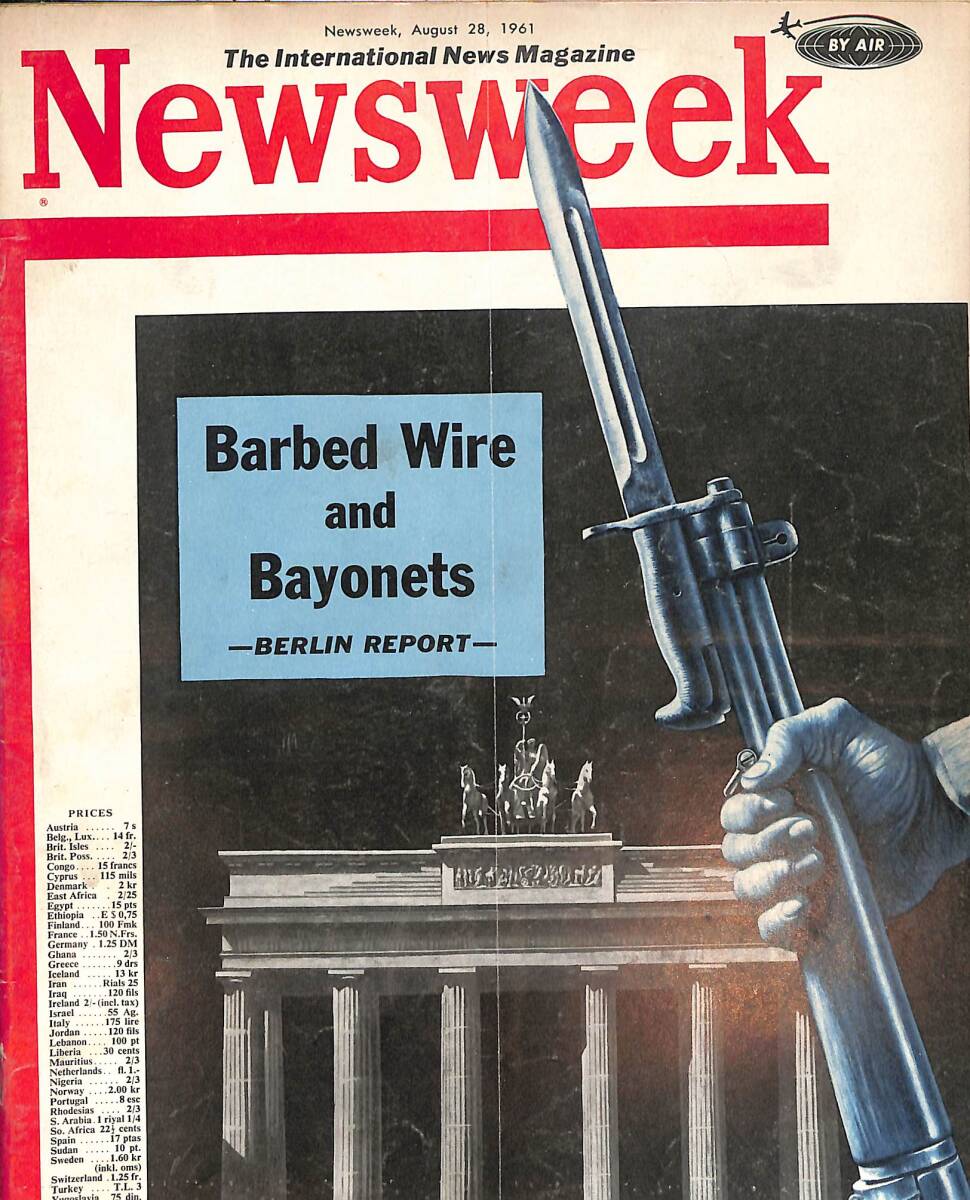 Newsweek, August 28, 1961
The International News Magazine
BY AIR
Newsweek
®
Barbed Wire
and
Bayonets
—BERLIN REPORT—
PRICES
Austria ...... 7 s
Belg., Lux.... 14 fr.
Brit. Isles .... 2/-
Brit. Poss. .... 2/3
Congo.... 15 francs
Cyprus ... 115 mils
Denmark . 2 kr
East Africa . 2/25
Egypt ....... 15 pts
Ethiopia ..E $ 0,75
Finland... 100 Fmk
France ..1.50 N.Frs.
Germany . 1.25 DM
Ghana ....... 2/3
Greece ....... 9 drs
Iceland ..... 13 kr
Iran ......Rials 25
Iraq .......120 fils
Ireland 2/- (incl. tax)
Israel ......55 Ag.
Italy ......175 lire
Jordan .....120 fils
Lebanon.... 100 pt
Liberia ...30 cents
Mauritius..... 2/3
Netherlands.. fl. 1.-
Nigeria ...... 2/3
Norway ....2.00 kr
Portugal .....8 esc
Rhodesias .... 2/3
S. Arabia . 1 riyal 1/4
So. Africa 22½ cents
Spain ......17 ptas
Sudan ..... 10 pt.
Sweden ....1.60 kr
(inkl. oms)
Switzerland .1.25 fr.
Turkey .... T.L. 3
Yugoslavia 75 din.